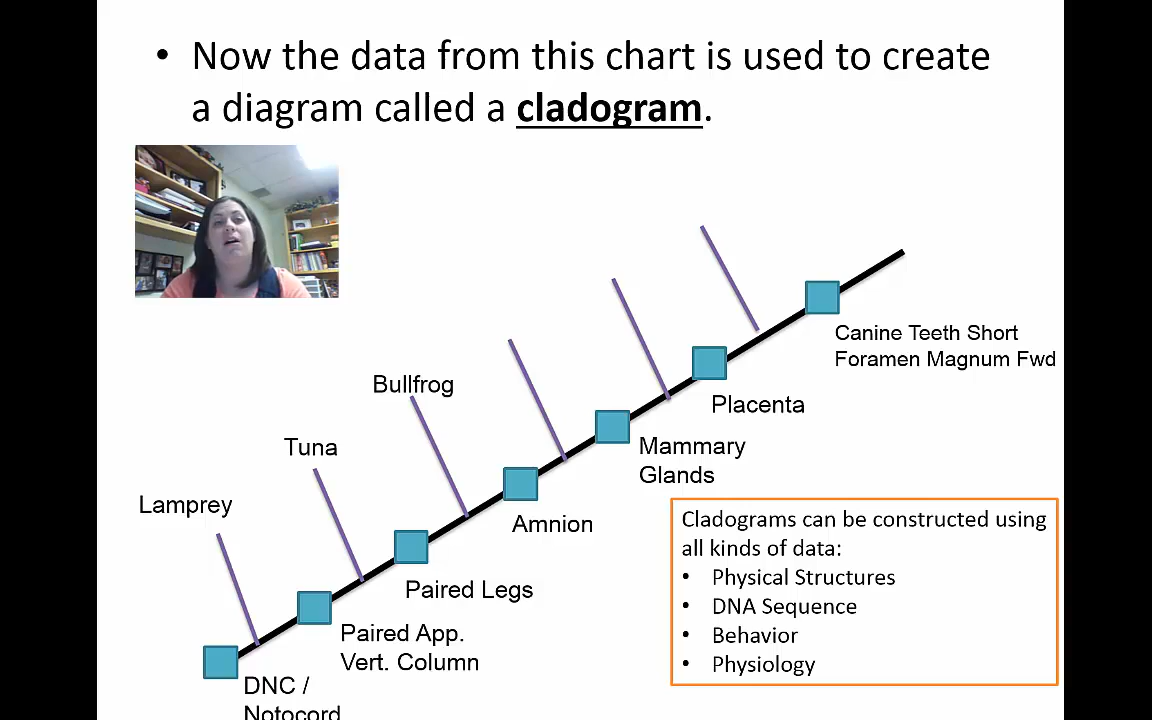 • Now the data from this chart is used to create
a diagram called a cladogram.
Canine Teeth Short
Foramen Magnum Fwd
Bullfrog
Placenta
Tuna
Mammary
Glands
Lamprey
Amnion
Paired Legs
Paired App.
Vert. Column
DNC /
Notocord
Cladograms can be constructed using
all kinds of data:
• Physical Structures
• DNA Sequence
• Behavior
• Physiology